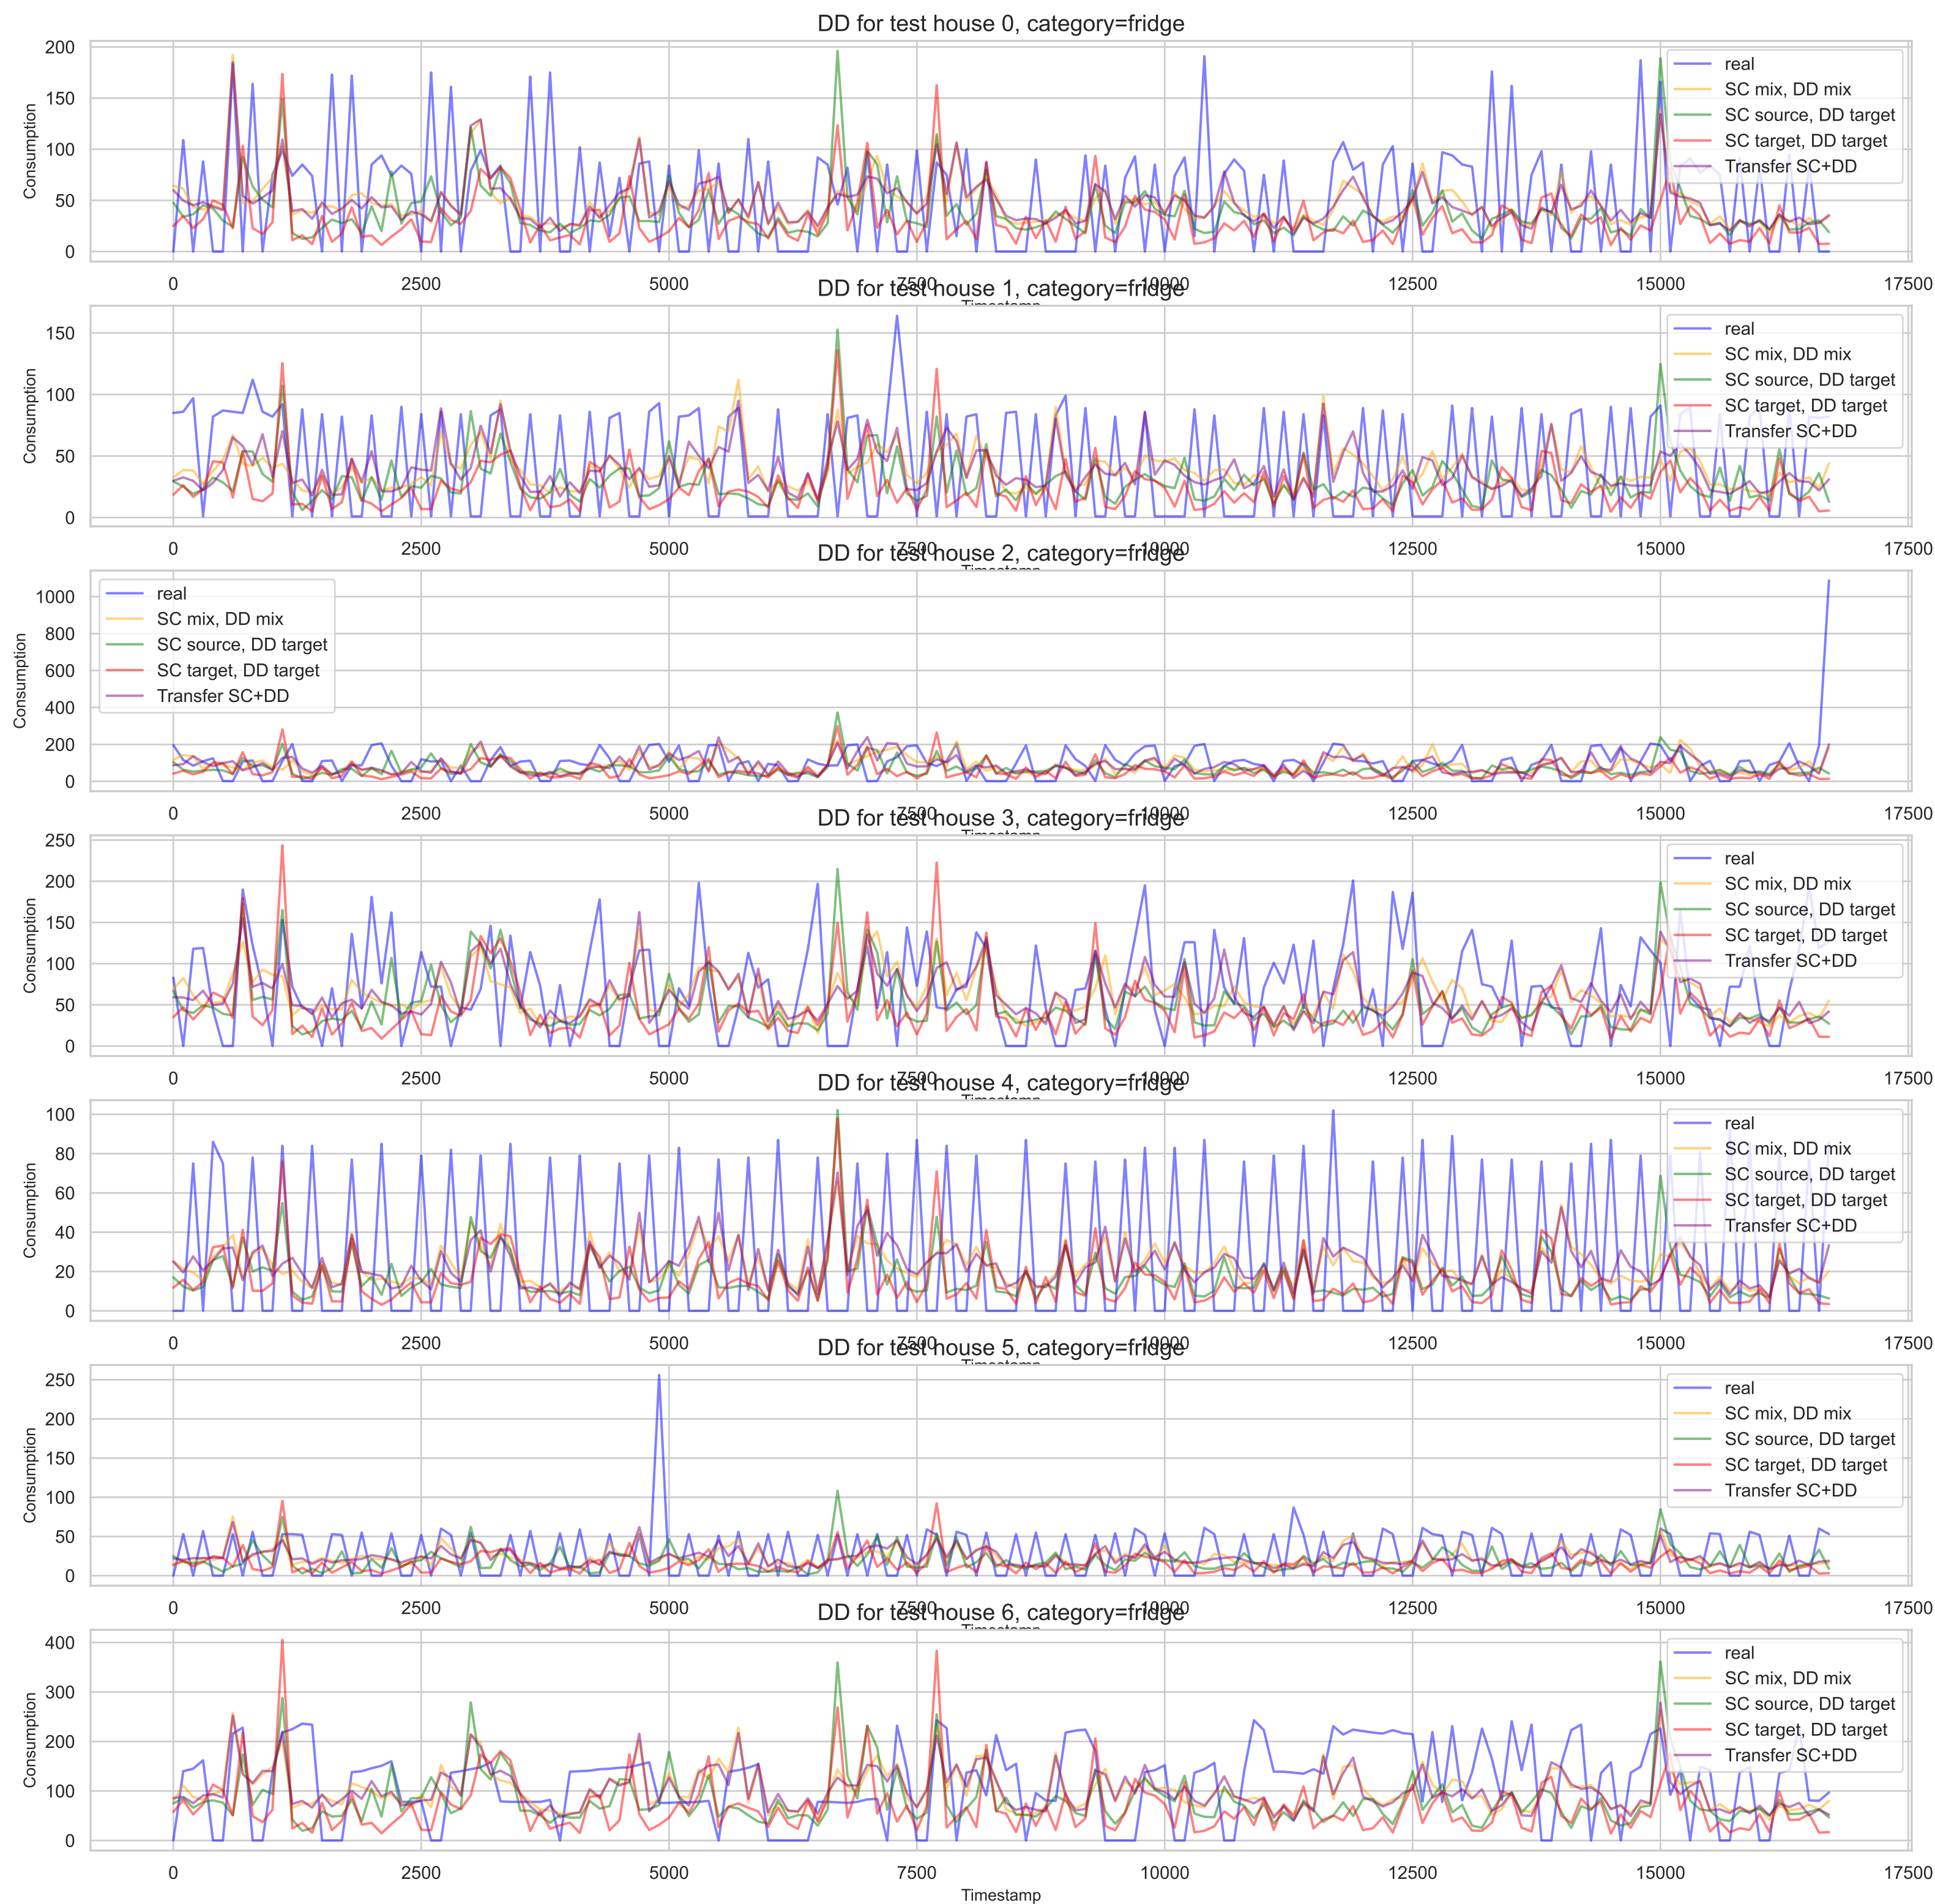 DD for test house 0, category=fridge
200
150
100
50
0
Consumption
real
SC mix, DD mix
SC source, DD target
SC target, DD target
Transfer SC+DD
0 2500 5000 7500 10000 12500 15000 17500
Timestamp
DD for test house 1, category=fridge
150
100
50
0
Consumption
real
SC mix, DD mix
SC source, DD target
SC target, DD target
Transfer SC+DD
0 2500 5000 7500 10000 12500 15000 17500
Timestamp
DD for test house 2, category=fridge
1000
800
600
400
200
0
Consumption
real
SC mix, DD mix
SC source, DD target
SC target, DD target
Transfer SC+DD
0 2500 5000 7500 10000 12500 15000 17500
Timestamp
DD for test house 3, category=fridge
250
200
150
100
50
0
Consumption
real
SC mix, DD mix
SC source, DD target
SC target, DD target
Transfer SC+DD
0 2500 5000 7500 10000 12500 15000 17500
Timestamp
DD for test house 4, category=fridge
100
80
60
40
20
0
Consumption
real
SC mix, DD mix
SC source, DD target
SC target, DD target
Transfer SC+DD
0 2500 5000 7500 10000 12500 15000 17500
Timestamp
DD for test house 5, category=fridge
250
200
150
100
50
0
Consumption
real
SC mix, DD mix
SC source, DD target
SC target, DD target
Transfer SC+DD
0 2500 5000 7500 10000 12500 15000 17500
Timestamp
DD for test house 6, category=fridge
400
300
200
100
0
Consumption
real
SC mix, DD mix
SC source, DD target
SC target, DD target
Transfer SC+DD
0 2500 5000 7500 10000 12500 15000 17500
Timestamp